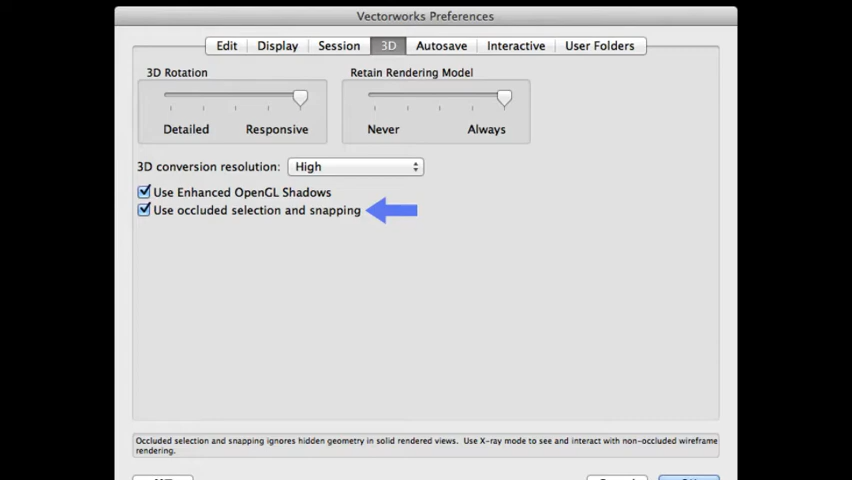 Vectorworks Preferences
Edit Display Session 3D Autosave Interactive User Folders
3D Rotation Retain Rendering Model
Detailed Responsive Never Always
3D conversion resolution: High
Use Enhanced OpenGL Shadows
Use occluded selection and snapping
Occluded selection and snapping ignores hidden geometry in solid rendered views. Use X-ray mode to see and interact with non-occluded wireframe
rendering.